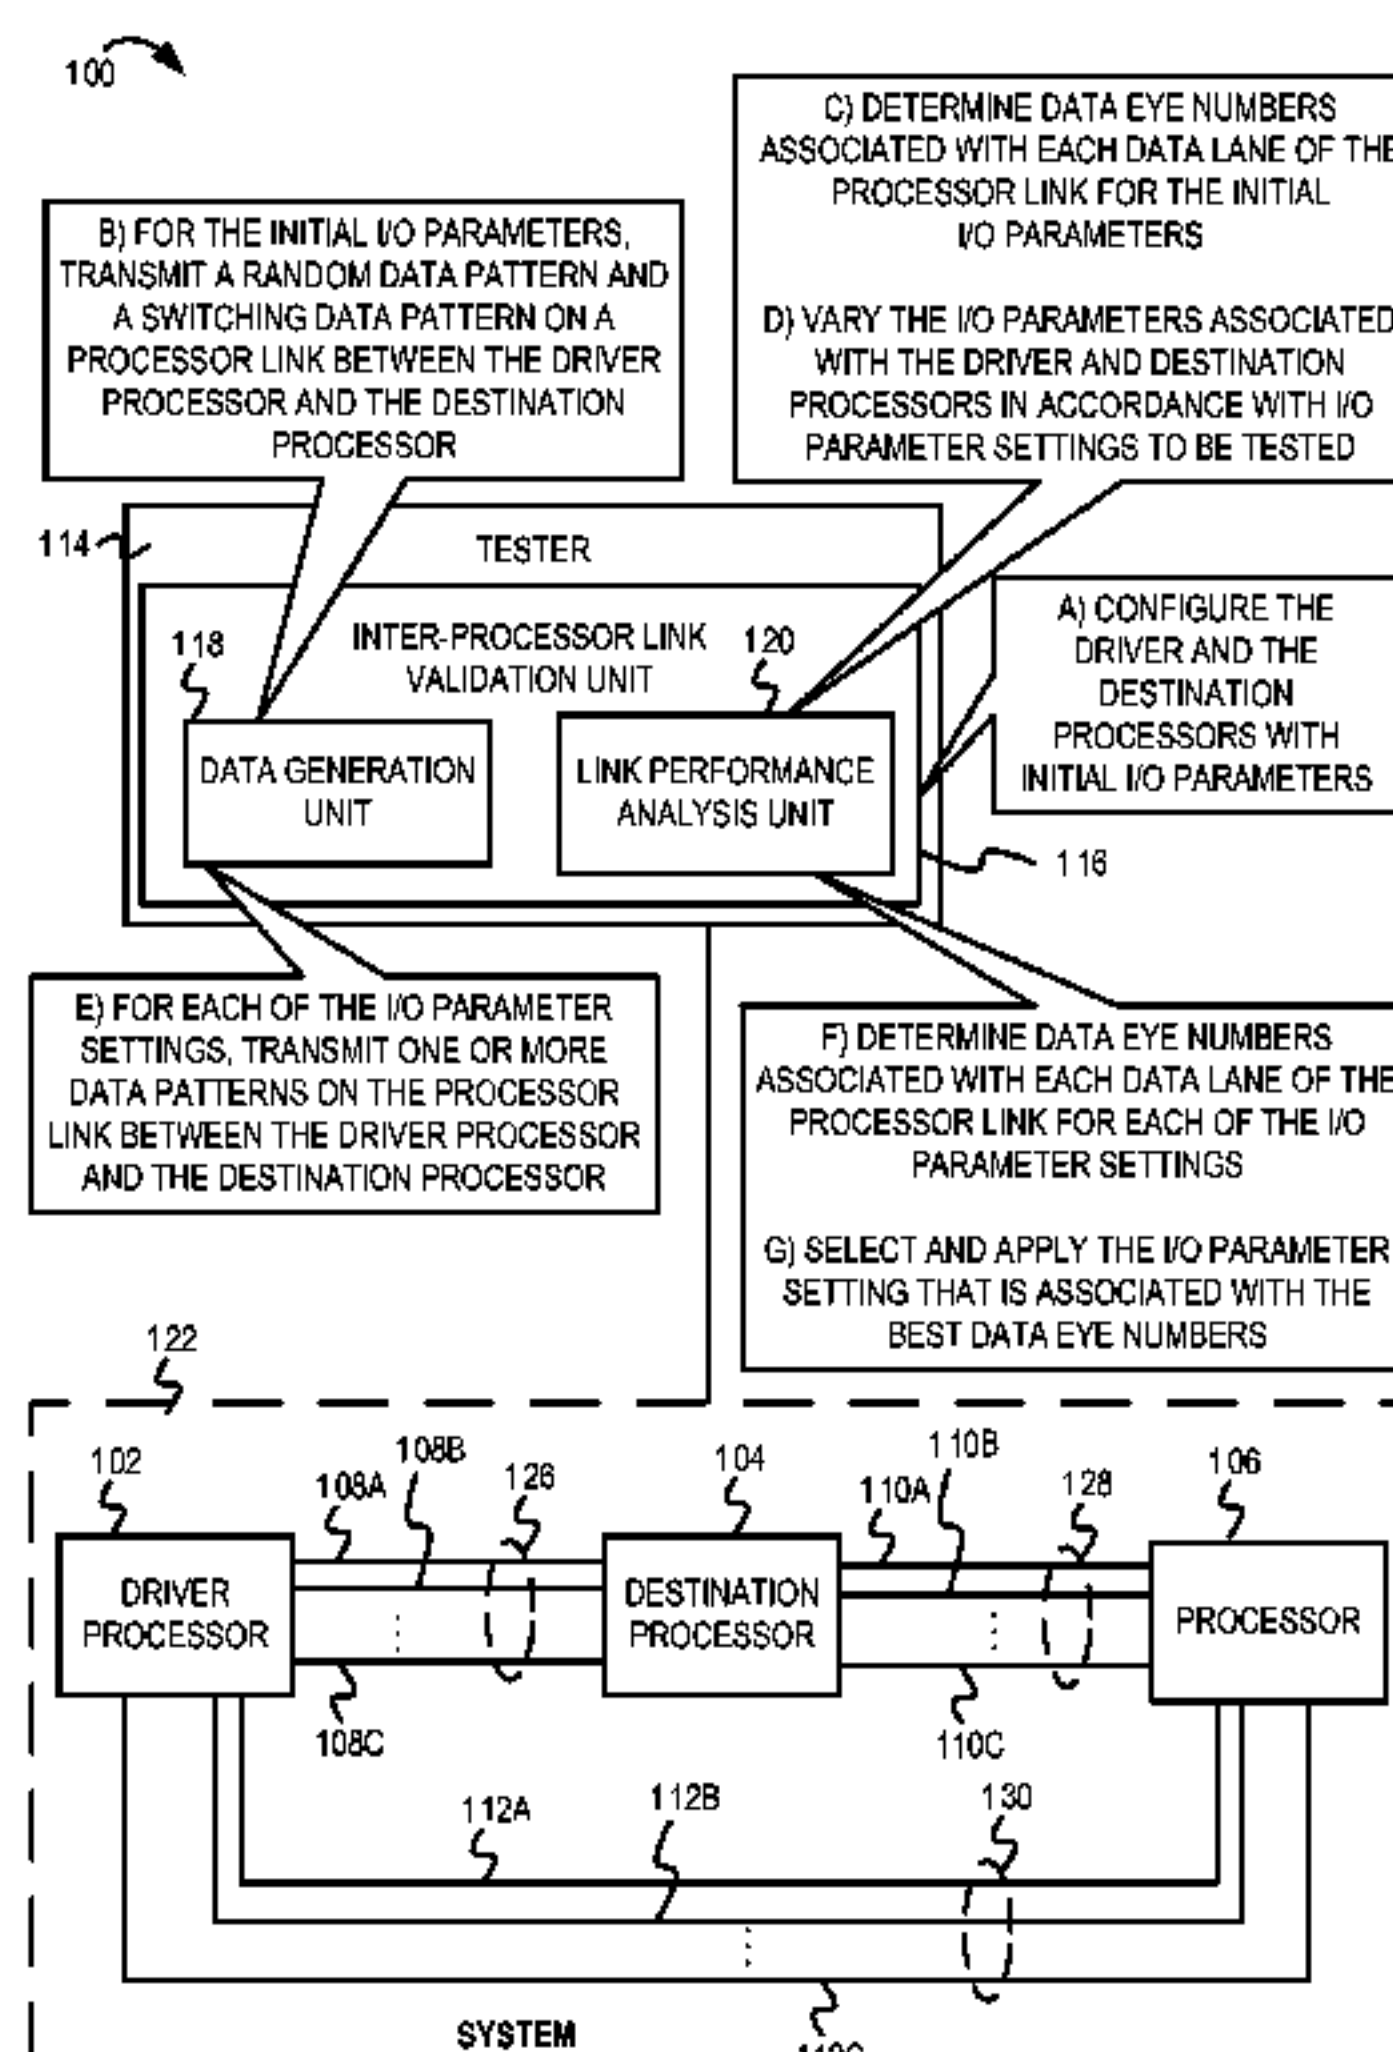 100
C) DETERMINE DATA EYE NUMBERS
ASSOCIATED WITH EACH DATA LANE OF THE
PROCESSOR LINK FOR THE INITIAL
I/O PARAMETERS
D) VARY THE I/O PARAMETERS ASSOCIATED
WITH THE DRIVER AND DESTINATION
PROCESSORS IN ACCORDANCE WITH I/O
PARAMETER SETTINGS TO BE TESTED
B) FOR THE INITIAL I/O PARAMETERS,
TRANSMIT A RANDOM DATA PATTERN AND
A SWITCHING DATA PATTERN ON A
PROCESSOR LINK BETWEEN THE DRIVER
PROCESSOR AND THE DESTINATION
PROCESSOR
114
TESTER
118
INTER-PROCESSOR LINK
VALIDATION UNIT
120
DATA GENERATION
UNIT
LINK PERFORMANCE
ANALYSIS UNIT
A) CONFIGURE THE
DRIVER AND THE
DESTINATION
PROCESSORS WITH
INITIAL I/O PARAMETERS
116
E) FOR EACH OF THE I/O PARAMETER
SETTINGS, TRANSMIT ONE OR MORE
DATA PATTERNS ON THE PROCESSOR
LINK BETWEEN THE DRIVER PROCESSOR
AND THE DESTINATION PROCESSOR
F) DETERMINE DATA EYE NUMBERS
ASSOCIATED WITH EACH DATA LANE OF THE
PROCESSOR LINK FOR EACH OF THE I/O
PARAMETER SETTINGS
G) SELECT AND APPLY THE I/O PARAMETER
SETTING THAT IS ASSOCIATED WITH THE
BEST DATA EYE NUMBERS
122
102
108A
108B
126
104
110A
110B
128
106
DRIVER
PROCESSOR
DESTINATION
PROCESSOR
PROCESSOR
108C
110C
112A
112B
130
SYSTEM